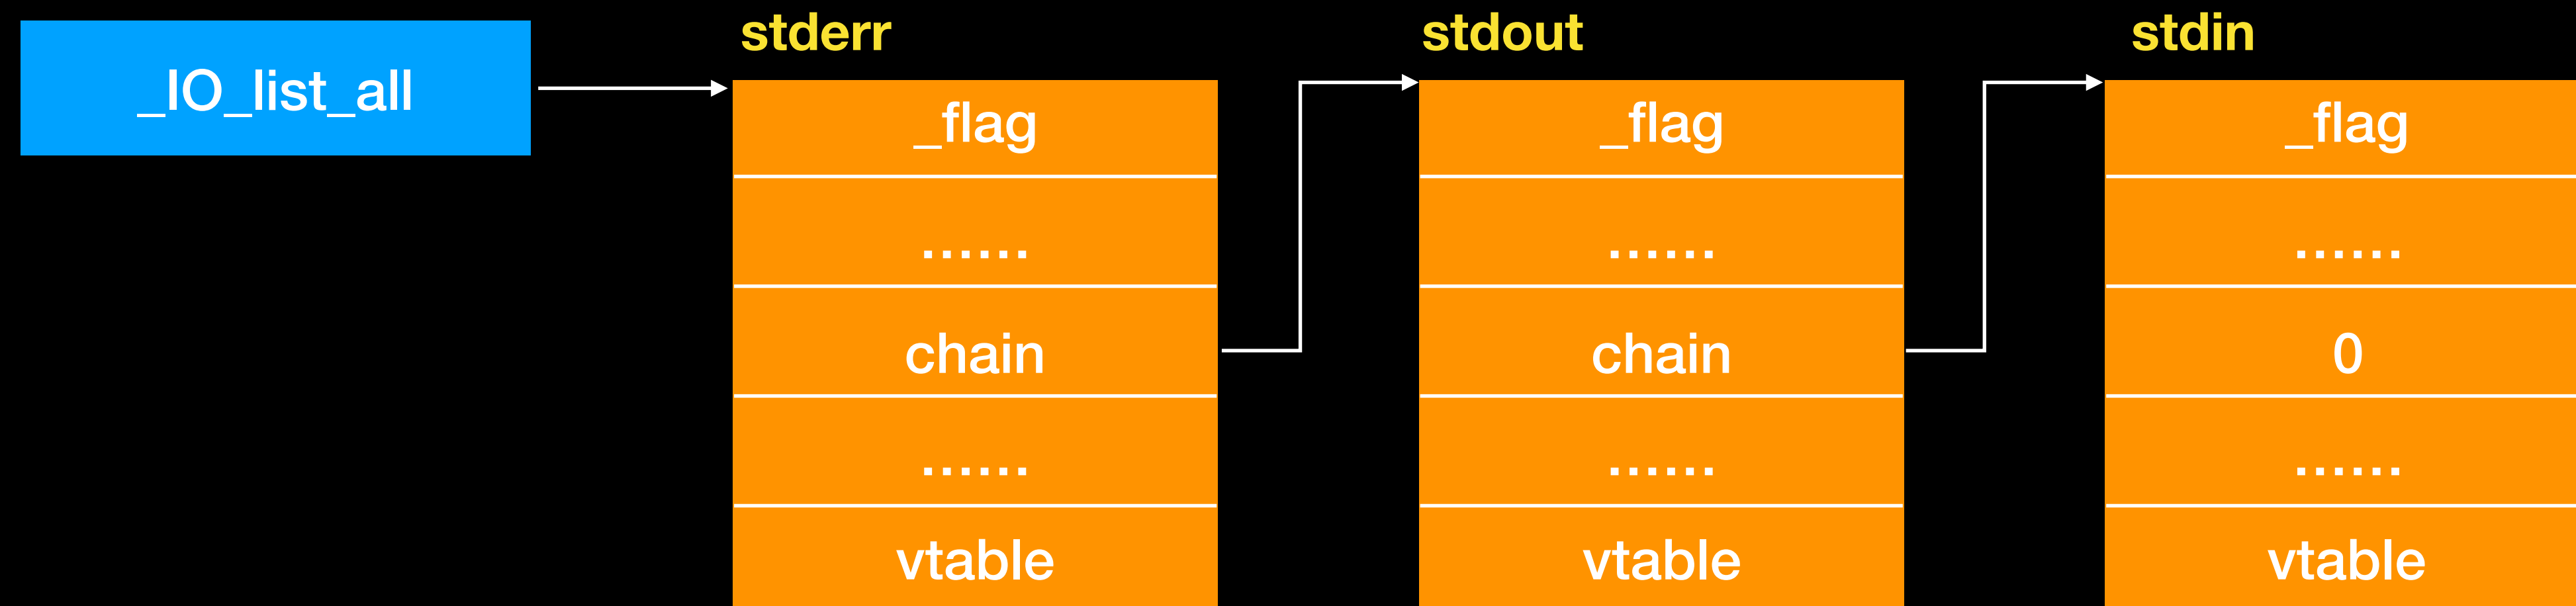 _IO_list_all
stderr
_flag
......
chain
......
vtable
stdout
_flag
......
chain
......
vtable
stdin
_flag
......
0
......
vtable